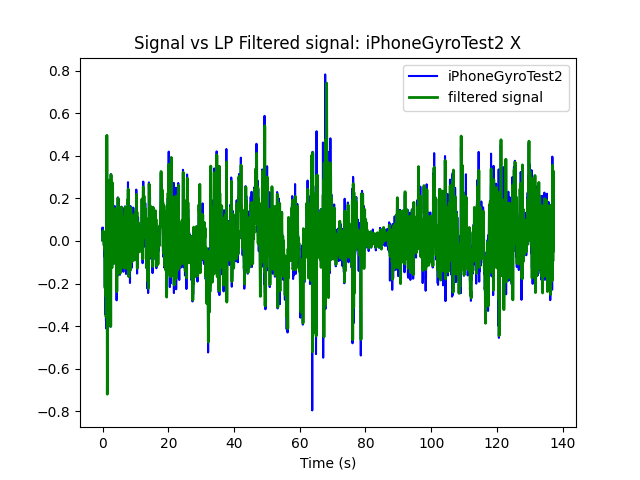 Signal vs LP Filtered signal: iPhoneGyroTest2 X
iPhoneGyroTest2
filtered signal
0.8
0.6
0.4
0.2
0.0
−0.2
−0.4
−0.6
−0.8
0 20 40 60 80 100 120 140
Time (s)